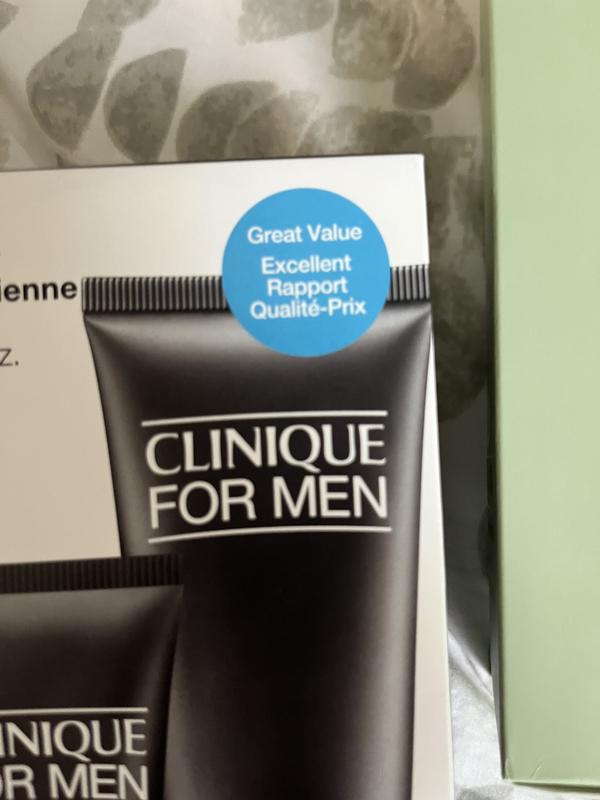 Great Value
Excellent
Rapport
Qualité-Prix
ienne
z.
CLINIQUE
FOR MEN
INIQUE
OR MEN